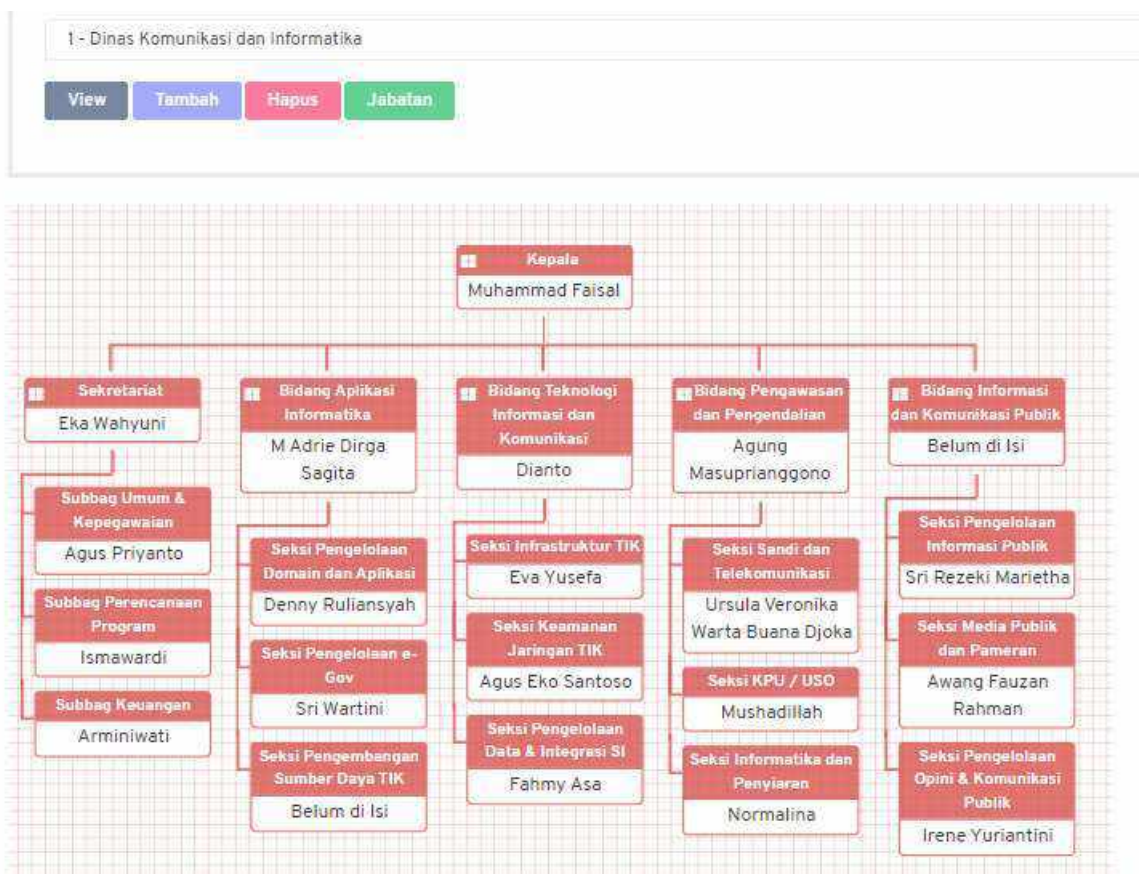 1 - Dinas Komunikasi dan Informatika
View
Tambah
Hapus
Jabatan
Kepala
Muhammad Faisal
Sekretariat
Eka Wahyuni
Subbag Umum &
Kepegawaian
Agus Priyanto
Subbag Perencanaan
Program
Ismawardi
Subbag Keuangan
Arminiwati
Bidang Aplikasi
Informatika
M Adrie Dirga
Sagita
Seksi Pengelolaan
Domain dan Aplikasi
Denny Ruliansyah
Seksi Pengelolaan e-
Gov
Sri Wartini
Seksi Pengembangan
Sumber Daya TIK
Belum di Isi
Bidang Teknologi
Informasi dan
Komunikasi
Dianto
Seksi Infrastruktur TIK
Eva Yusefa
Seksi Keamanan
Jaringan TIK
Agus Eko Santoso
Seksi Pengelolaan
Data & Integrasi SI
Fahmy Asa
Bidang Pengawasan
dan Pengendalian
Agung
Masuprianggono
Seksi Sandi dan
Telekomunikasi
Ursula Veronika
Warta Buana Djoka
Seksi KPU / USO
Mushadillah
Seksi Informatika dan
Penyiaran
Normalina
Bidang Informasi
dan Komunikasi Publik
Belum di Isi
Seksi Pengelolaan
Informasi Publik
Sri Rezeki Marietha
Seksi Media Publik
dan Pameran
Awang Fauzan
Rahman
Seksi Pengelolaan
Opini & Komunikasi
Publik
Irene Yuriantini